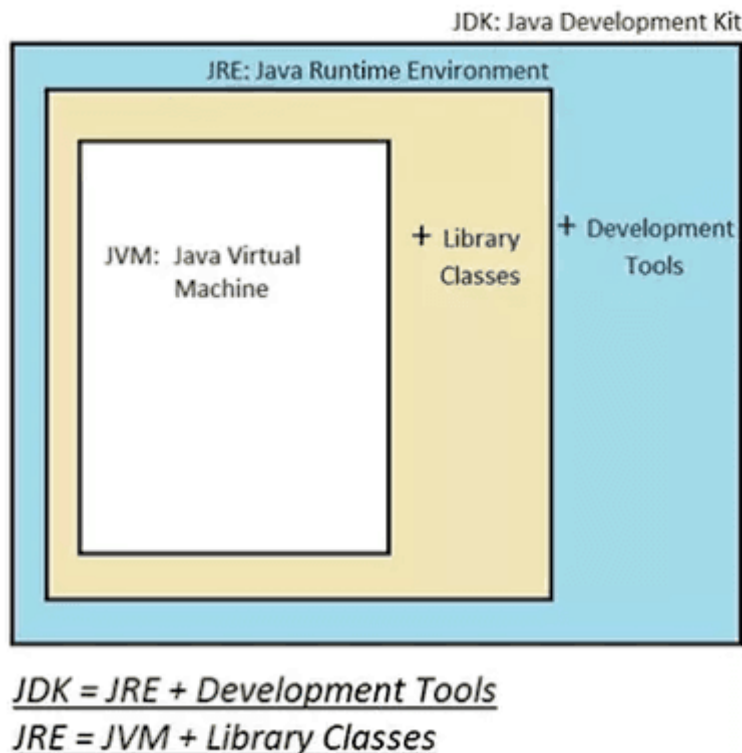 JDK: Java Development Kit
JRE: Java Runtime Environment
JVM: Java Virtual
Machine
+ Library
Classes
+ Development
Tools
JDK = JRE + Development Tools
JRE = JVM + Library Classes